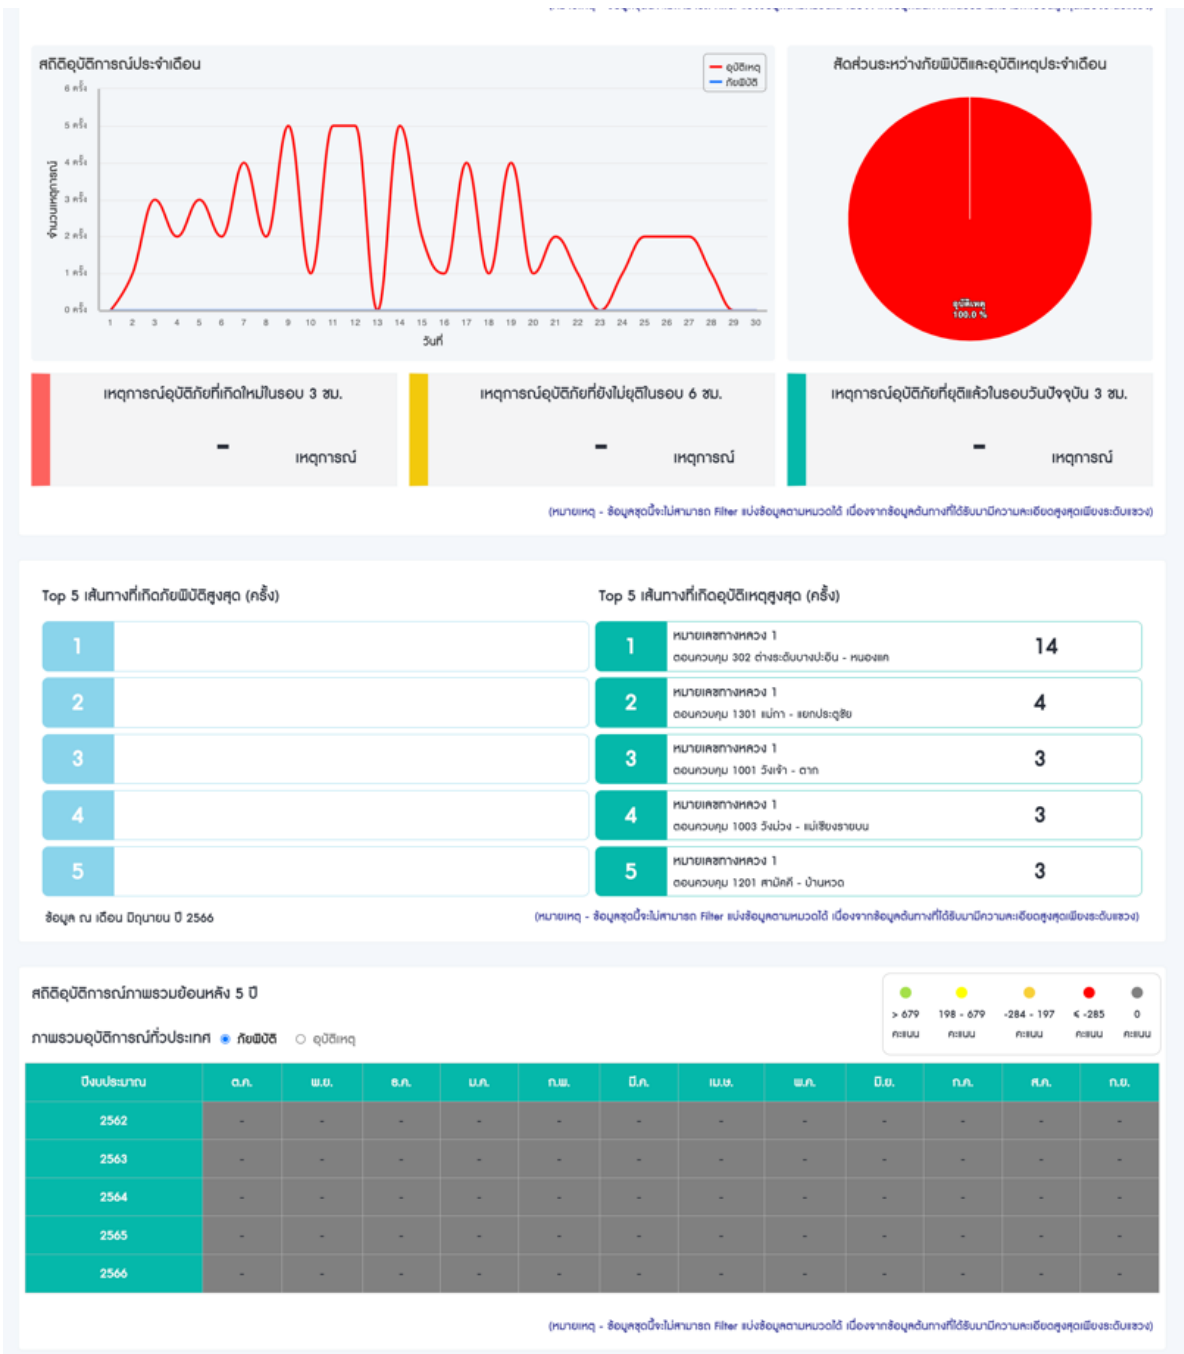 สถิติอุบัติการณ์ประจำเดือน
อุบัติเหตุ
ภัยพิบัติ
6 ครั้ง
5 ครั้ง
4 ครั้ง
3 ครั้ง
2 ครั้ง
1 ครั้ง
0 ครั้ง
จำนวนเหตุการณ์
1 2 3 4 5 6 7 8 9 10 11 12 13 14 15 16 17 18 19 20 21 22 23 24 25 26 27 28 29 30
วันที่
สัดส่วนระหว่างภัยพิบัติและอุบัติเหตุประจำเดือน
อุบัติเหตุ
100.0 %
เหตุการณ์อุบัติภัยที่เกิดใหม่ในรอบ 3 ชม.
- เหตุการณ์
เหตุการณ์อุบัติภัยที่ยังไม่ยุติในรอบ 6 ชม.
- เหตุการณ์
เหตุการณ์อุบัติภัยที่ยุติแล้วในรอบวันปัจจุบัน 3 ชม.
- เหตุการณ์
(หมายเหตุ - ข้อมูลชุดนี้จะไม่สามารถ Filter แบ่งข้อมูลตามหมวดได้ เนื่องจากข้อมูลต้นทางที่ได้รับมามีความละเอียดสูงสุดเพียงระดับแขวง)
Top 5 เส้นทางที่เกิดภัยพิบัติสูงสุด (ครั้ง)
1
2
3
4
5
Top 5 เส้นทางที่เกิดอุบัติเหตุสูงสุด (ครั้ง)
1 หมายเลขทางหลวง 1 14
ตอนควบคุม 302 ต่างระดับบางปะอิน - หนองแค
2 หมายเลขทางหลวง 1 4
ตอนควบคุม 1301 แม่กา - แยกประตูชัย
3 หมายเลขทางหลวง 1 3
ตอนควบคุม 1001 วังเจ้า - ตาก
4 หมายเลขทางหลวง 1 3
ตอนควบคุม 1003 วังม่วง - แม่เชียงรายบน
5 หมายเลขทางหลวง 1 3
ตอนควบคุม 1201 สามัคคี - บ้านหวด
ข้อมูล ณ เดือน มิถุนายน ปี 2566
(หมายเหตุ - ข้อมูลชุดนี้จะไม่สามารถ Filter แบ่งข้อมูลตามหมวดได้ เนื่องจากข้อมูลต้นทางที่ได้รับมามีความละเอียดสูงสุดเพียงระดับแขวง)
สถิติอุบัติการณ์ภาพรวมย้อนหลัง 5 ปี
ภาพรวมอุบัติการณ์ทั่วประเทศ ภัยพิบัติ อุบัติเหตุ
> 679 198 - 679 -284 - 197 ≤ -285 0
คะแนน คะแนน คะแนน คะแนน คะแนน
ปีงบประมาณ ต.ค. พ.ย. ธ.ค. ม.ค. ก.พ. มี.ค. เม.ษ. พ.ค. มิ.ย. ก.ค. ส.ค. ก.ย.
2562 - - - - - - - - - - - -
2563 - - - - - - - - - - - -
2564 - - - - - - - - - - - -
2565 - - - - - - - - - - - -
2566 - - - - - - - - - - - -
(หมายเหตุ - ข้อมูลชุดนี้จะไม่สามารถ Filter แบ่งข้อมูลตามหมวดได้ เนื่องจากข้อมูลต้นทางที่ได้รับมามีความละเอียดสูงสุดเพียงระดับแขวง)